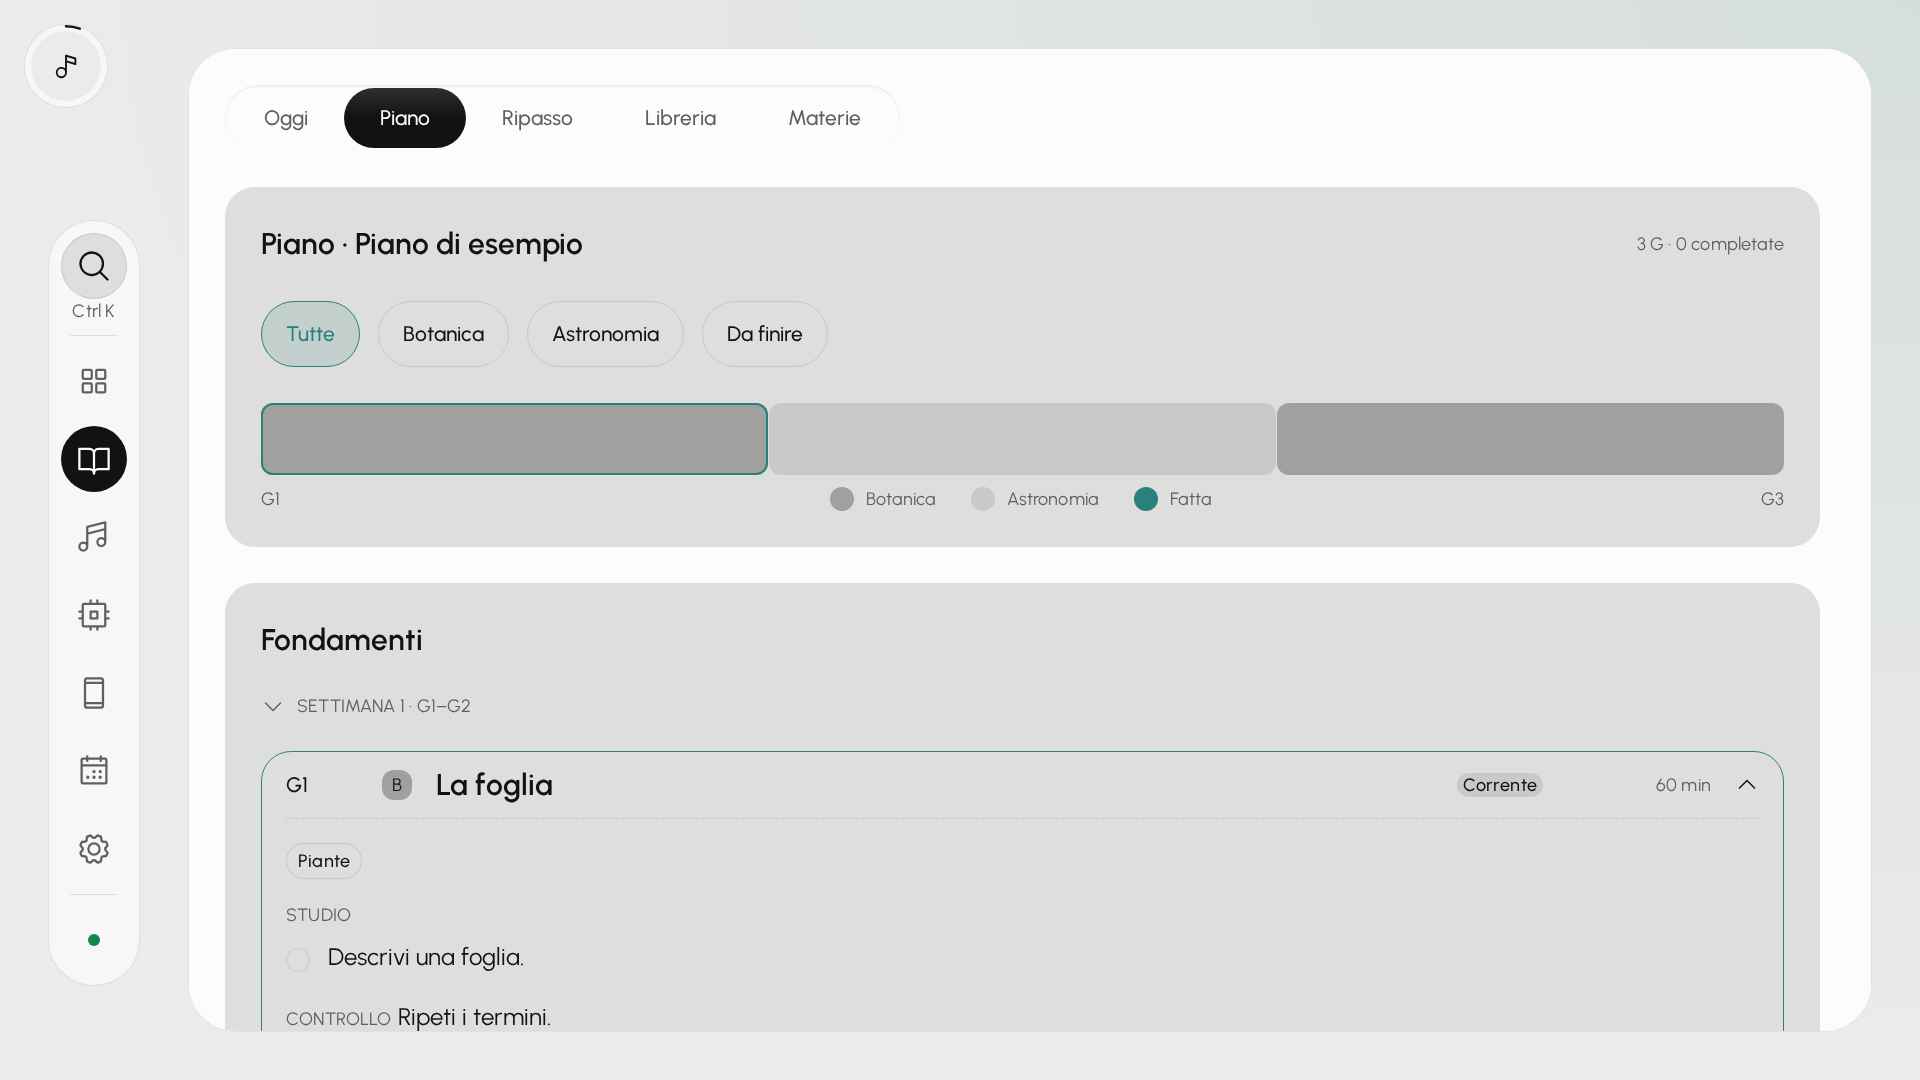 Oggi
Piano
Ripasso
Libreria
Materie
Piano · Piano di esempio
3 G · 0 completate
Ctrl K
Tutte
Botanica
Astronomia
Da finire
G1
Botanica
Astronomia
Fatta
G3
Fondamenti
SETTIMANA 1 · G1–G2
G1
B
La foglia
Corrente
60 min
Piante
STUDIO
Descrivi una foglia.
CONTROLLO Ripeti i termini.